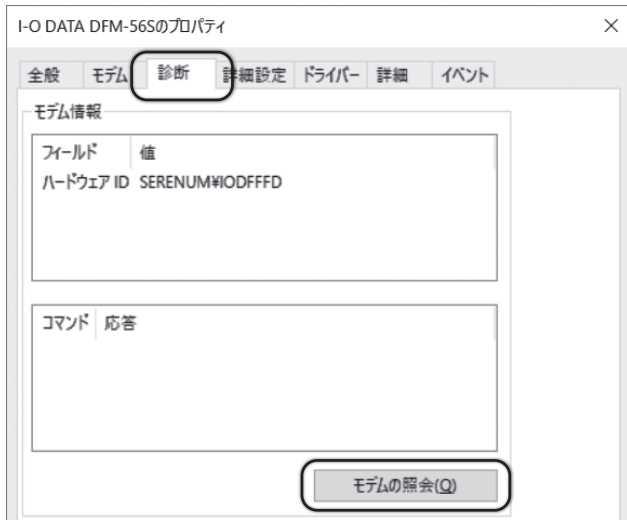 I-O DATA DFM-56Sのプロパティ
全般 モデム 診断 詳細設定 ドライバー 詳細 イベント
モデム情報
フィールド 値
ハードウェア ID SERENUM¥IODFFFD
コマンド 応答
モデムの照会(Q)